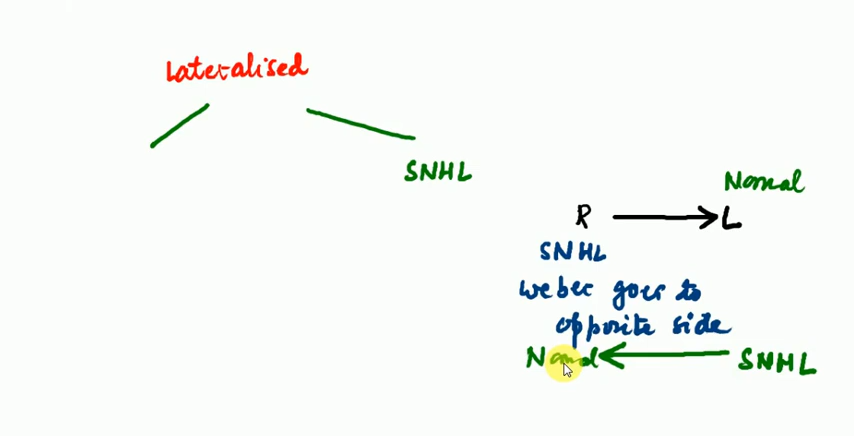 Lateralised
SNHL
Normal
R → L
SNHL
Weber goes to
opposite side
Normal ← SNHL